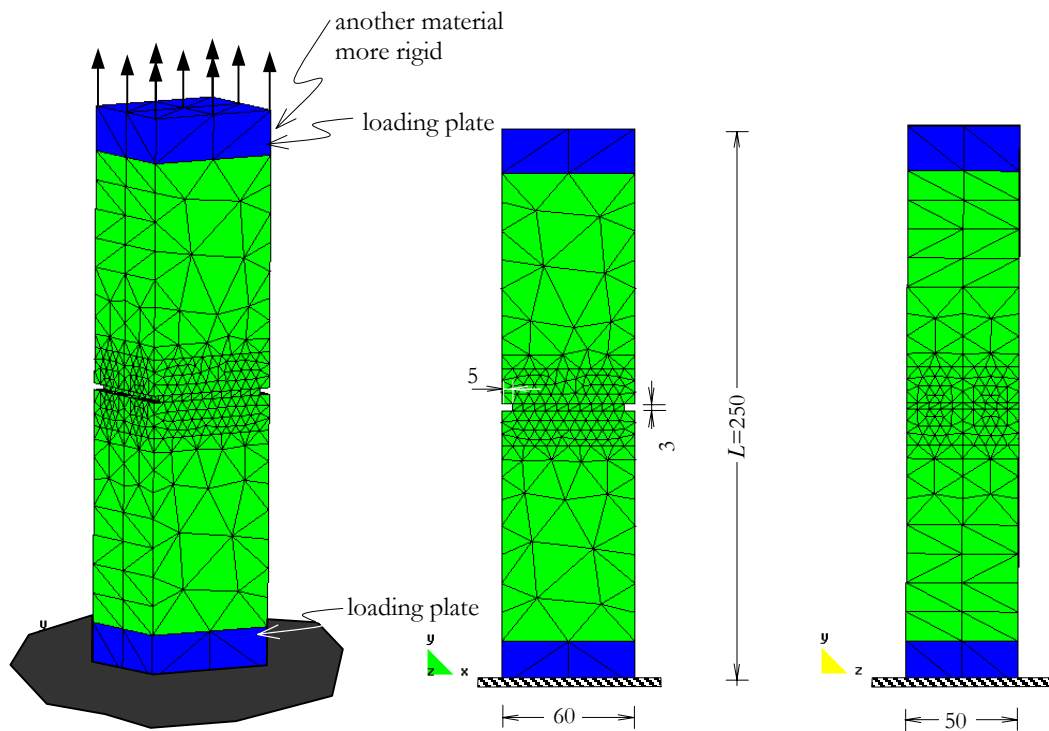 another material
more rigid
loading plate
5
L=250
3
loading plate
y
y
z
x
y
z
60
50